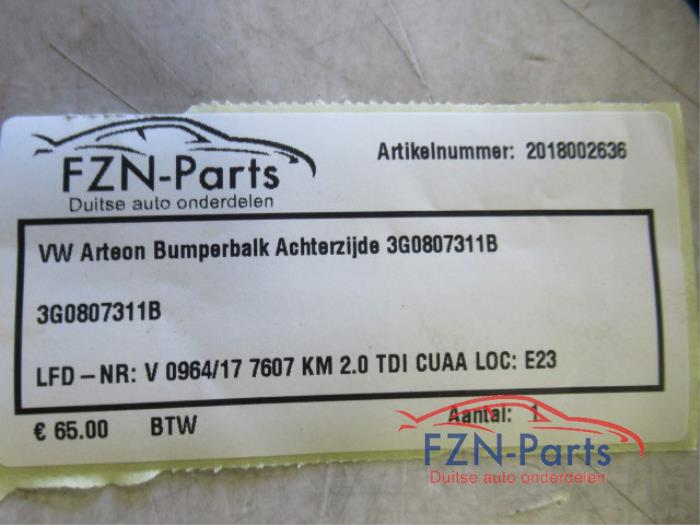 FZN-Parts
Duitse auto onderdelen
Artikelnummer: 2018002636
VW Arteon Bumperbalk Achterzijde 3G0807311B
3G0807311B
LFD-NR: V 0964/17 7607 KM 2.0 TDI CUAA LOC: E23
€ 65.00 BTW Aantal: 1
FZN-Parts
Duitse auto onderdelen